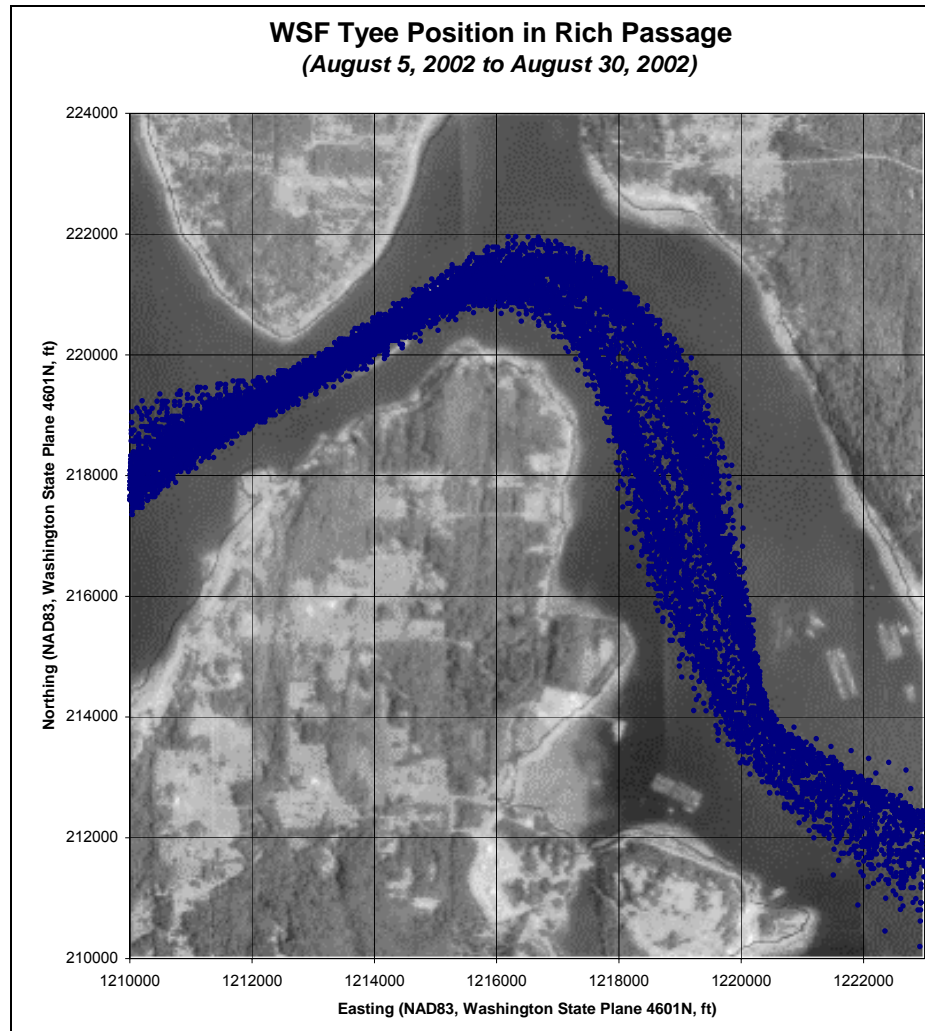 WSF Tyee Position in Rich Passage
(August 5, 2002 to August 30, 2002)
224000
222000
220000
218000
216000
214000
212000
210000
Northing (NAD83, Washington State Plane 4601N, ft)
1210000 1212000 1214000 1216000 1218000 1220000 1222000
Easting (NAD83, Washington State Plane 4601N, ft)